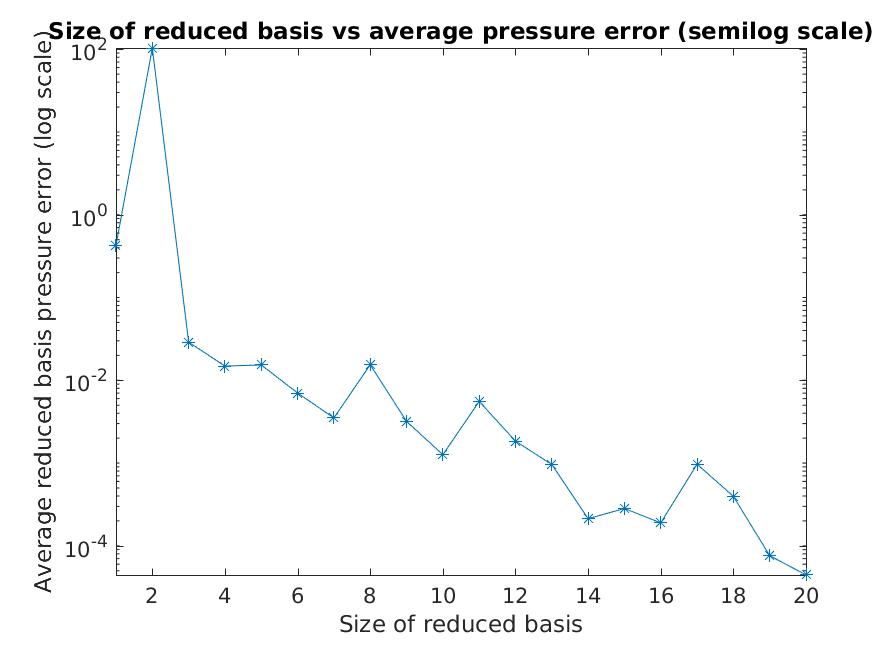 Size of reduced basis vs average pressure error (semilog scale)
Average reduced basis pressure error (log scale)
10^2
10^0
10^-2
10^-4
2 4 6 8 10 12 14 16 18 20
Size of reduced basis